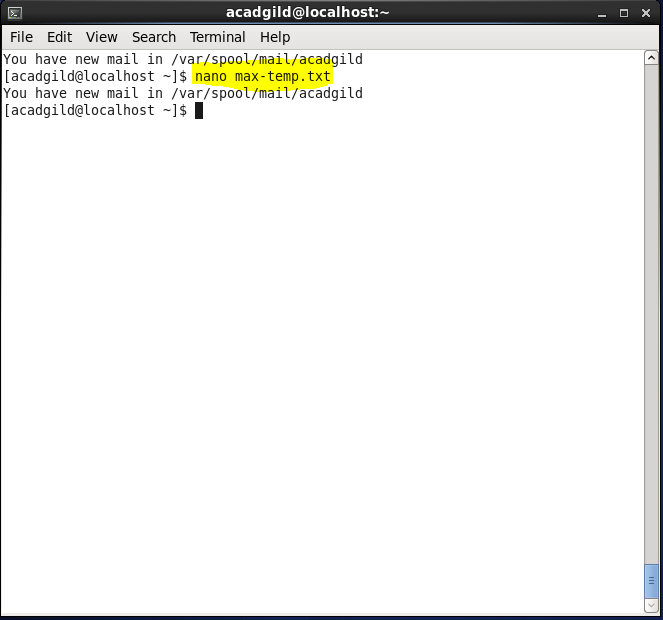 acadgild@localhost:~
File Edit View Search Terminal Help
You have new mail in /var/spool/mail/acadgild
[acadgild@localhost ~]$ nano max-temp.txt
You have new mail in /var/spool/mail/acadgild
[acadgild@localhost ~]$